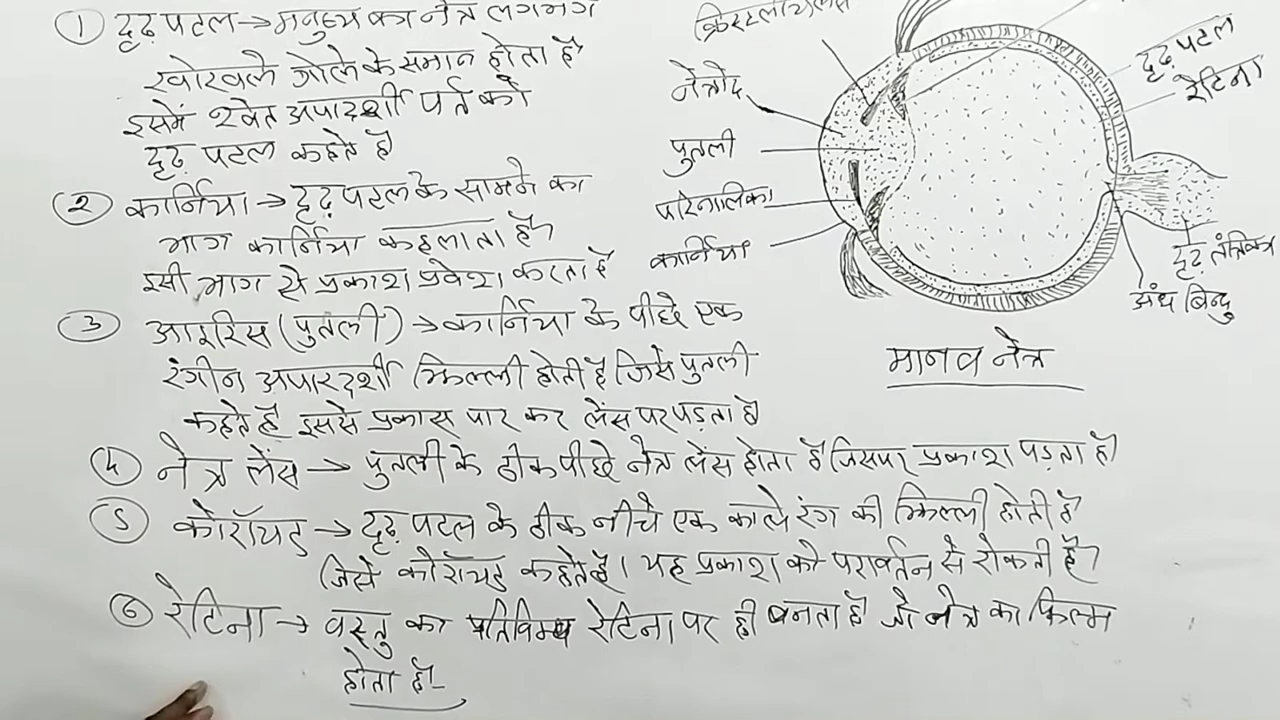 ① दृढ़ पटल → मनुष्य का नेत्र लगभग
खोखले गोले के समान होता है
इसमें श्वेत अपादर्शी पर्त को
दृढ़ पटल कहते है
② कार्निया → दृढ़ पटल के सामने का
भाग कार्निया कहलाता है
इसी भाग से प्रकाश प्रवेश करता है
③ आइरिस (पुतली) → कार्निया के पीछे एक
रंगीन अपारदर्शी झिल्ली होती है जिसे पुतली
कहते है इससे प्रकास पार कर लेंस पर पड़ता है
④ नेत्र लेंस → पुतली के ठीक पीछे नेत्र लेंस होता है जिसपर प्रकाश पड़ता है
⑤ कोरॉयड → दृढ़ पटल के ठीक नीचे एक काले रंग की झिल्ली होती है
जिसे कोरॉयड कहते है। यह प्रकाश को परावर्तन से रोकती है
⑥ रेटिना → वस्तु का प्रतिविम्ब रेटिना पर ही बनता है जो नेत्र का फिल्म
होता है
नेत्रोद
पुतली
परिनालिका
कार्निया
दृढ़ पटल
रेटिना
दृढ़ तंत्रिका
अंध बिन्दु
मानव नेत्र